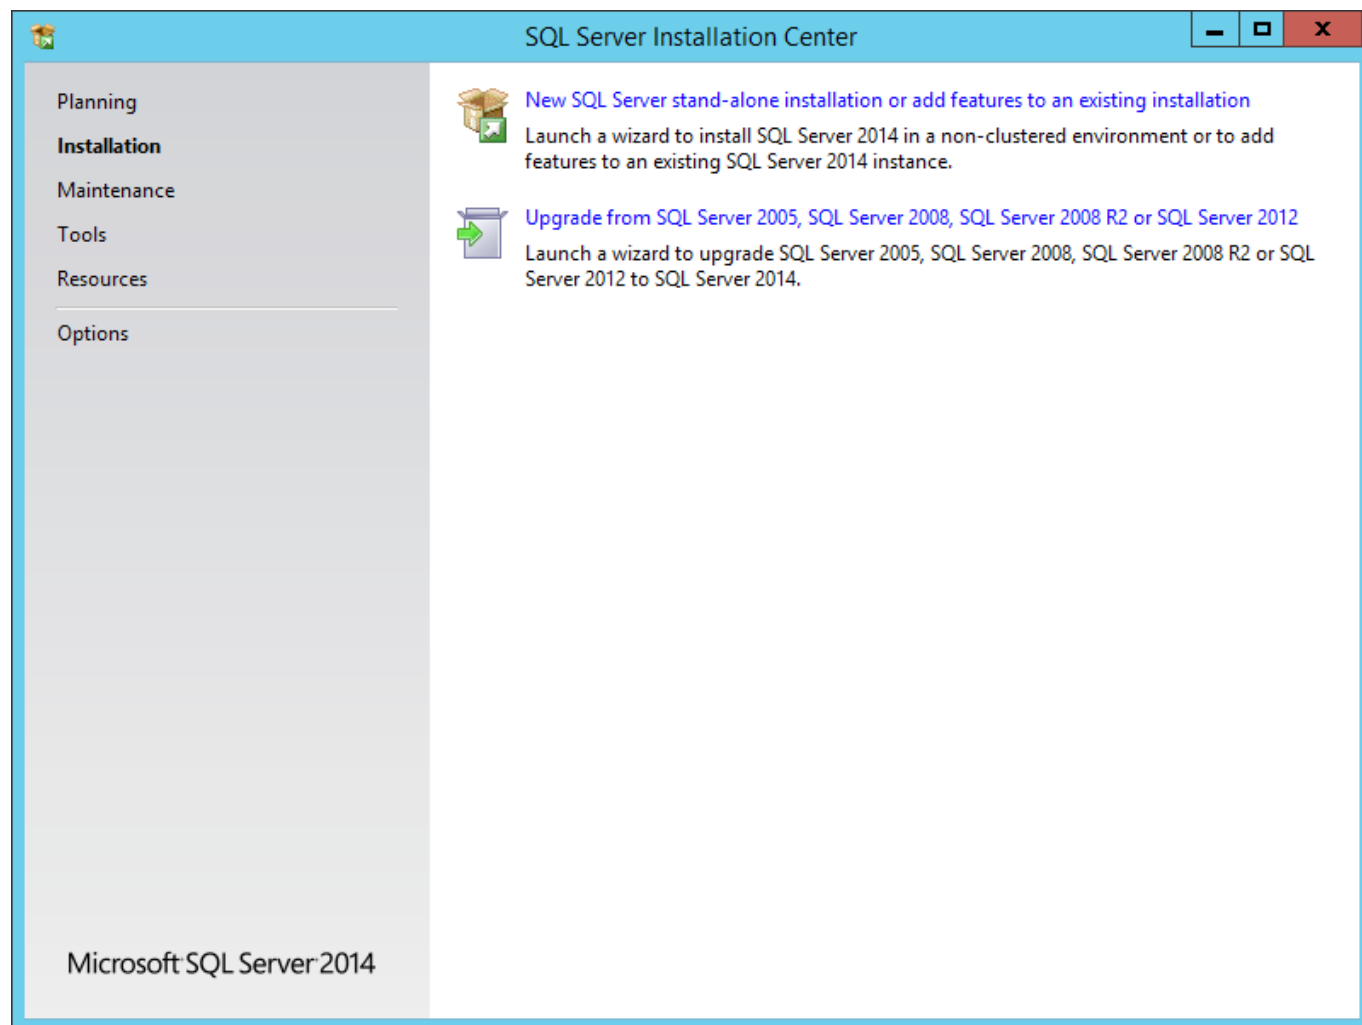 SQL Server Installation Center
Planning
Installation
Maintenance
Tools
Resources
Options
Microsoft SQL Server 2014
New SQL Server stand-alone installation or add features to an existing installation
Launch a wizard to install SQL Server 2014 in a non-clustered environment or to add
features to an existing SQL Server 2014 instance.
Upgrade from SQL Server 2005, SQL Server 2008, SQL Server 2008 R2 or SQL Server 2012
Launch a wizard to upgrade SQL Server 2005, SQL Server 2008, SQL Server 2008 R2 or SQL
Server 2012 to SQL Server 2014.